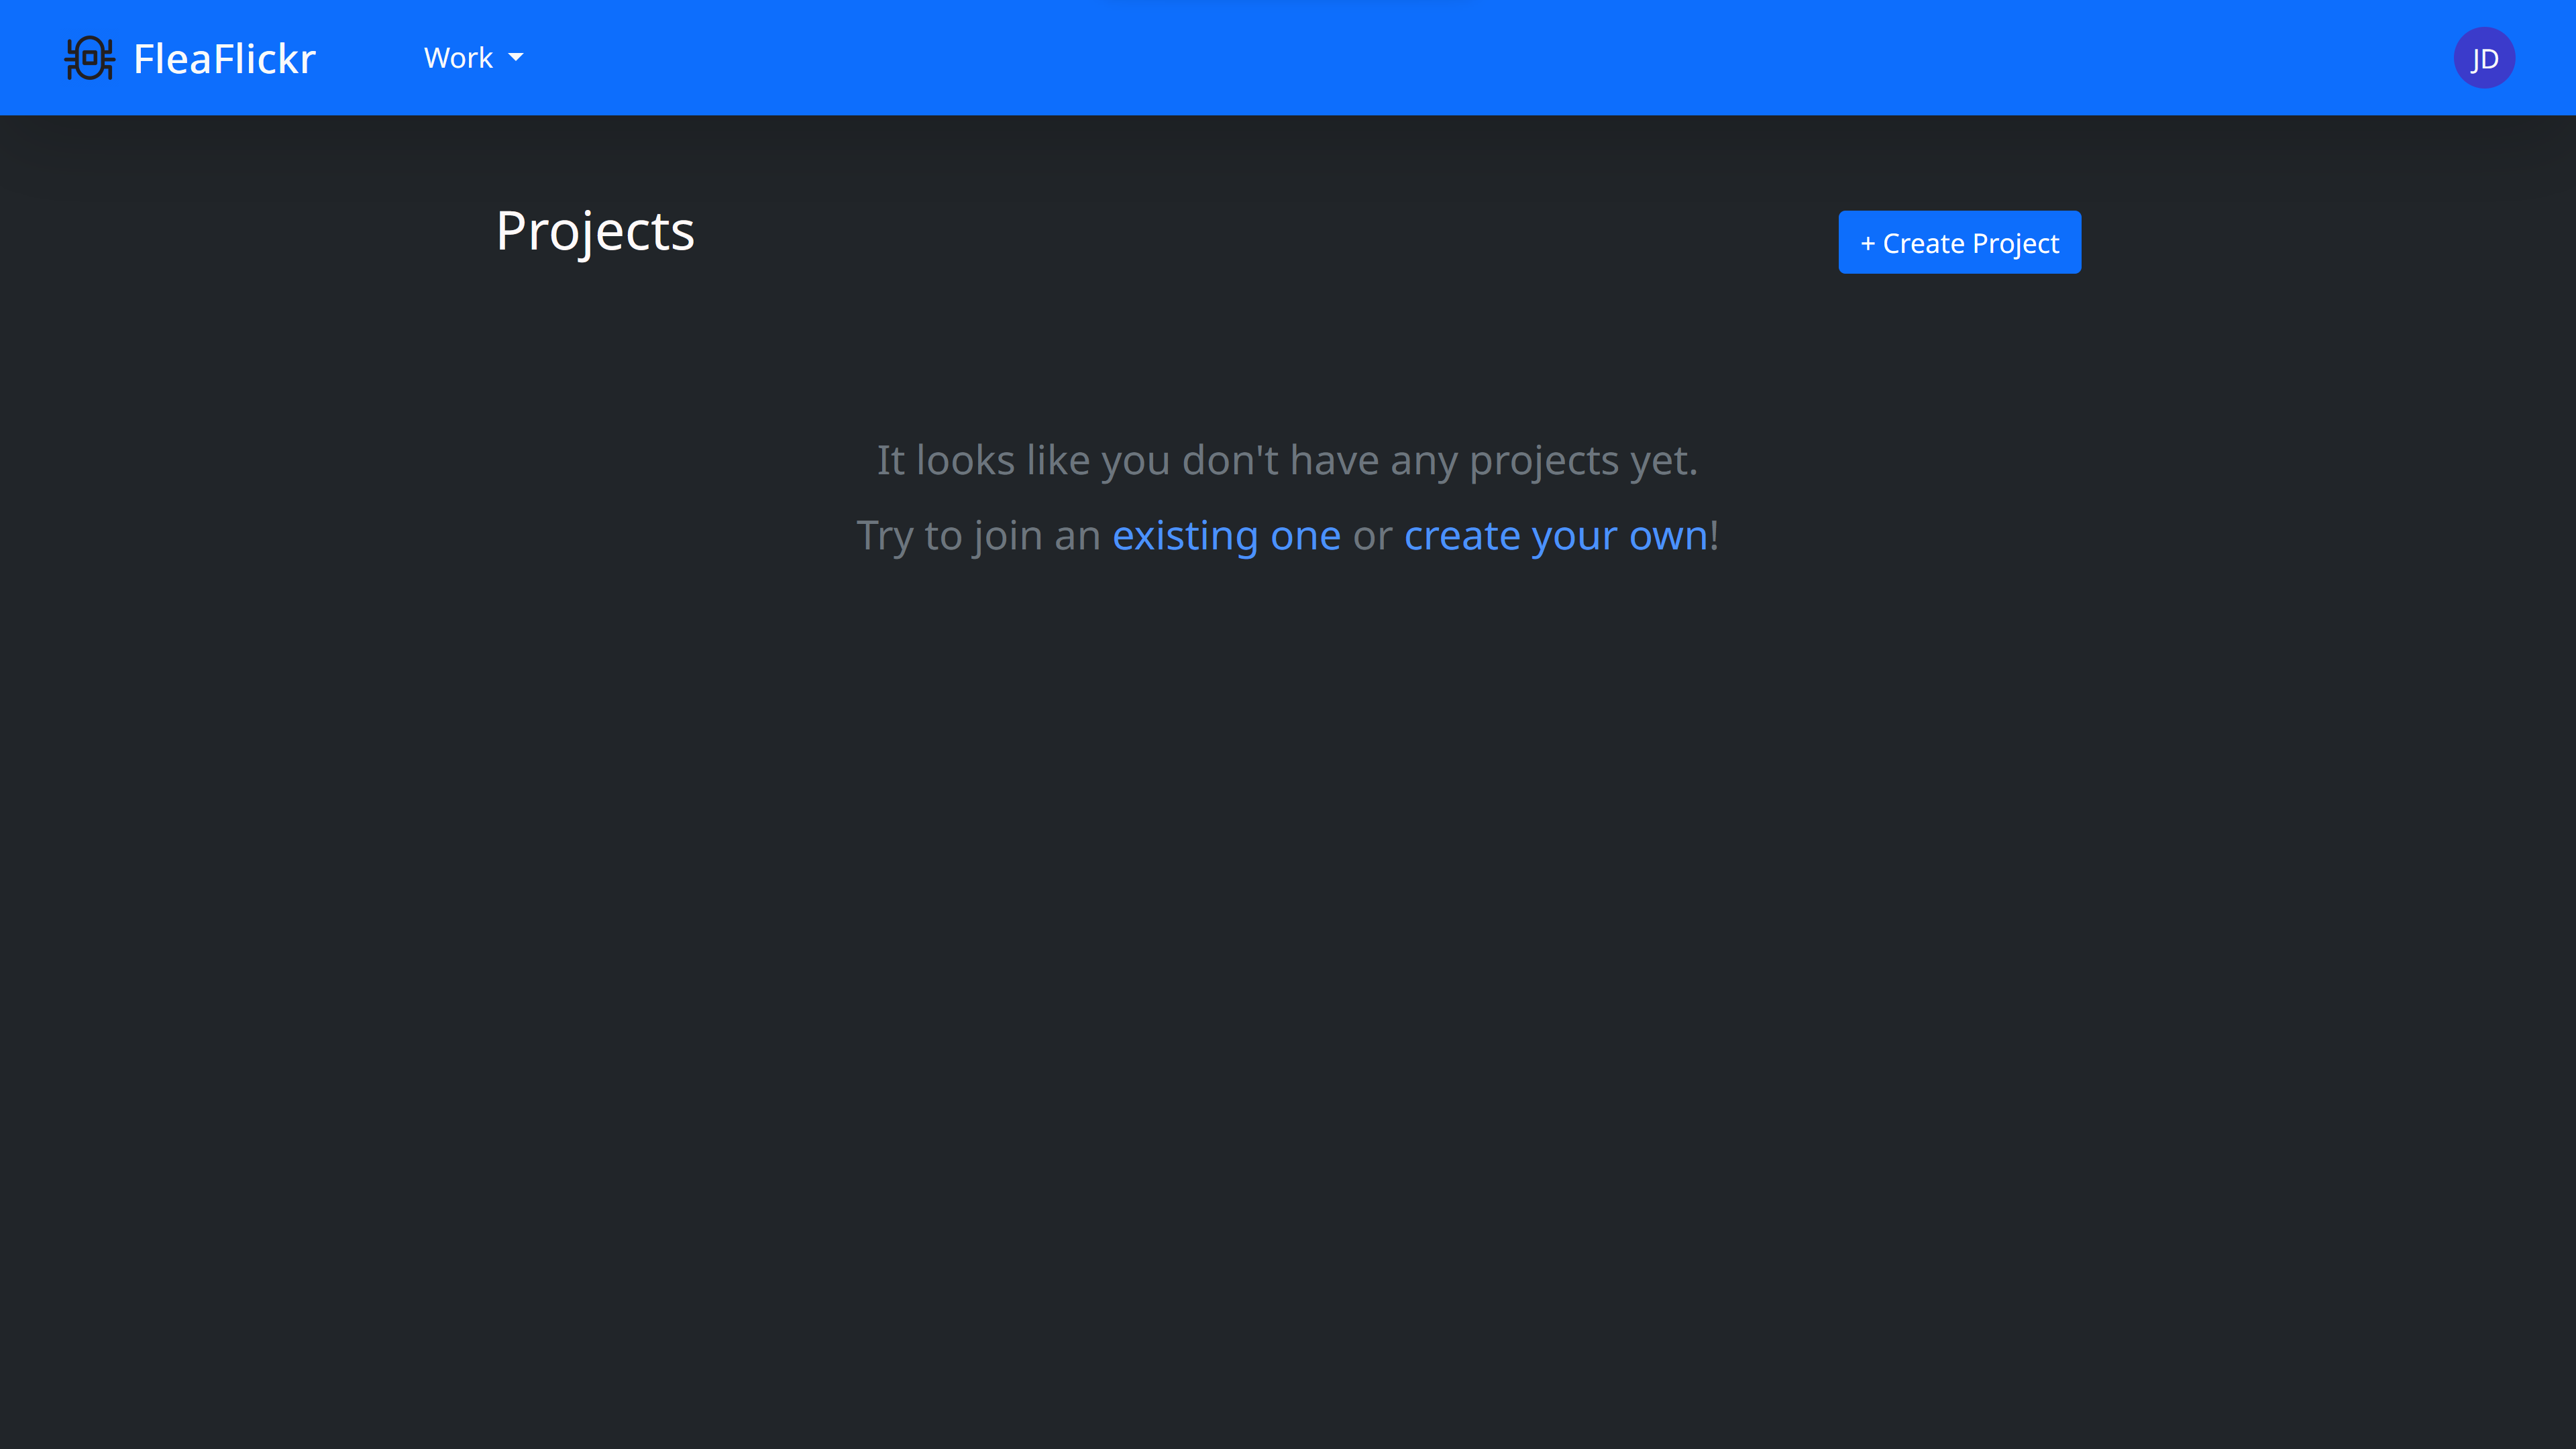 FleaFlickr
Work
JD
Projects
+ Create Project
It looks like you don't have any projects yet.
Try to join an existing one or create your own!